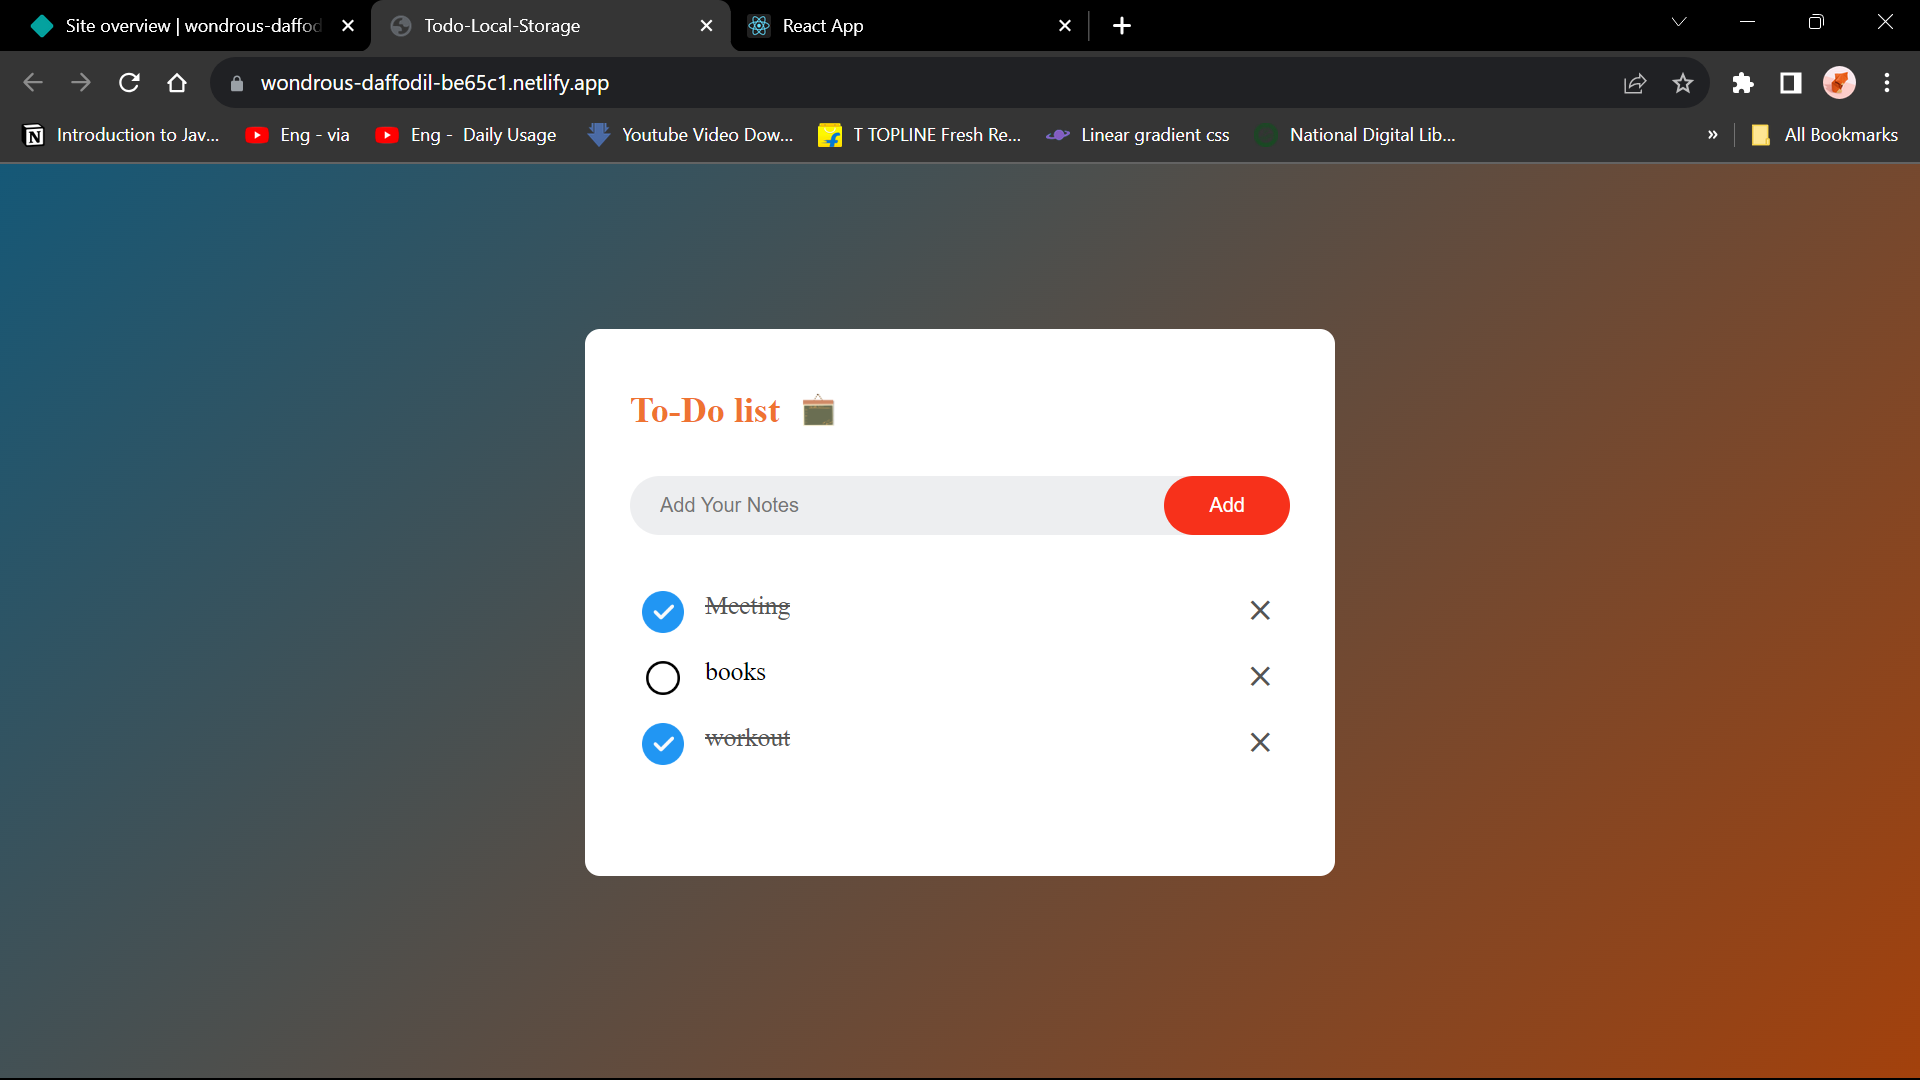 Site overview | wondrous-daffod
Todo-Local-Storage
React App
wondrous-daffodil-be65c1.netlify.app
Introduction to Jav...
Eng - via
Eng - Daily Usage
Youtube Video Dow...
T TOPLINE Fresh Re...
Linear gradient css
National Digital Lib...
»
All Bookmarks
To-Do list
Add Your Notes
Add
Meeting
books
workout